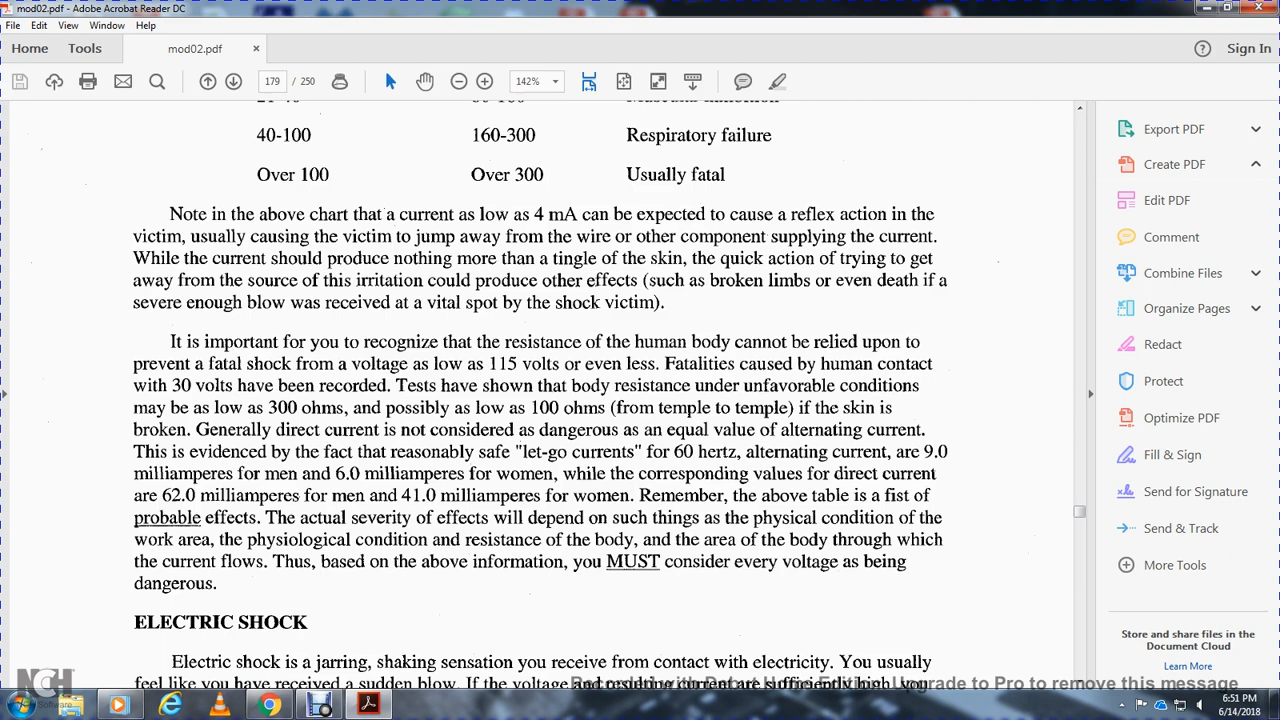 mod02.pdf - Adobe Acrobat Reader DC
File Edit View Window Help
Home Tools mod02.pdf × Sign In
179 / 250 142%
40-100 160-300 Respiratory failure
Over 100 Over 300 Usually fatal
Note in the above chart that a current as low as 4 mA can be expected to cause a reflex action in the
victim, usually causing the victim to jump away from the wire or other component supplying the current.
While the current should produce nothing more than a tingle of the skin, the quick action of trying to get
away from the source of this irritation could produce other effects (such as broken limbs or even death if a
severe enough blow was received at a vital spot by the shock victim).
It is important for you to recognize that the resistance of the human body cannot be relied upon to
prevent a fatal shock from a voltage as low as 115 volts or even less. Fatalities caused by human contact
with 30 volts have been recorded. Tests have shown that body resistance under unfavorable conditions
may be as low as 300 ohms, and possibly as low as 100 ohms (from temple to temple) if the skin is
broken. Generally direct current is not considered as dangerous as an equal value of alternating current.
This is evidenced by the fact that reasonably safe "let-go currents" for 60 hertz, alternating current, are 9.0
milliamperes for men and 6.0 milliamperes for women, while the corresponding values for direct current
are 62.0 milliamperes for men and 41.0 milliamperes for women. Remember, the above table is a fist of
probable effects. The actual severity of effects will depend on such things as the physical condition of the
work area, the physiological condition and resistance of the body, and the area of the body through which
the current flows. Thus, based on the above information, you MUST consider every voltage as being
dangerous.
ELECTRIC SHOCK
Electric shock is a jarring, shaking sensation you receive from contact with electricity. You usually
feel like you have received a sudden blow. If the voltage
Export PDF
Create PDF
Edit PDF
Comment
Combine Files
Organize Pages
Redact
Protect
Optimize PDF
Fill & Sign
Send for Signature
Send & Track
More Tools
Store and share files in the
Document Cloud
Learn More
NCH
Software
Upgrade to Pro to remove this message
6:51 PM
6/14/2018